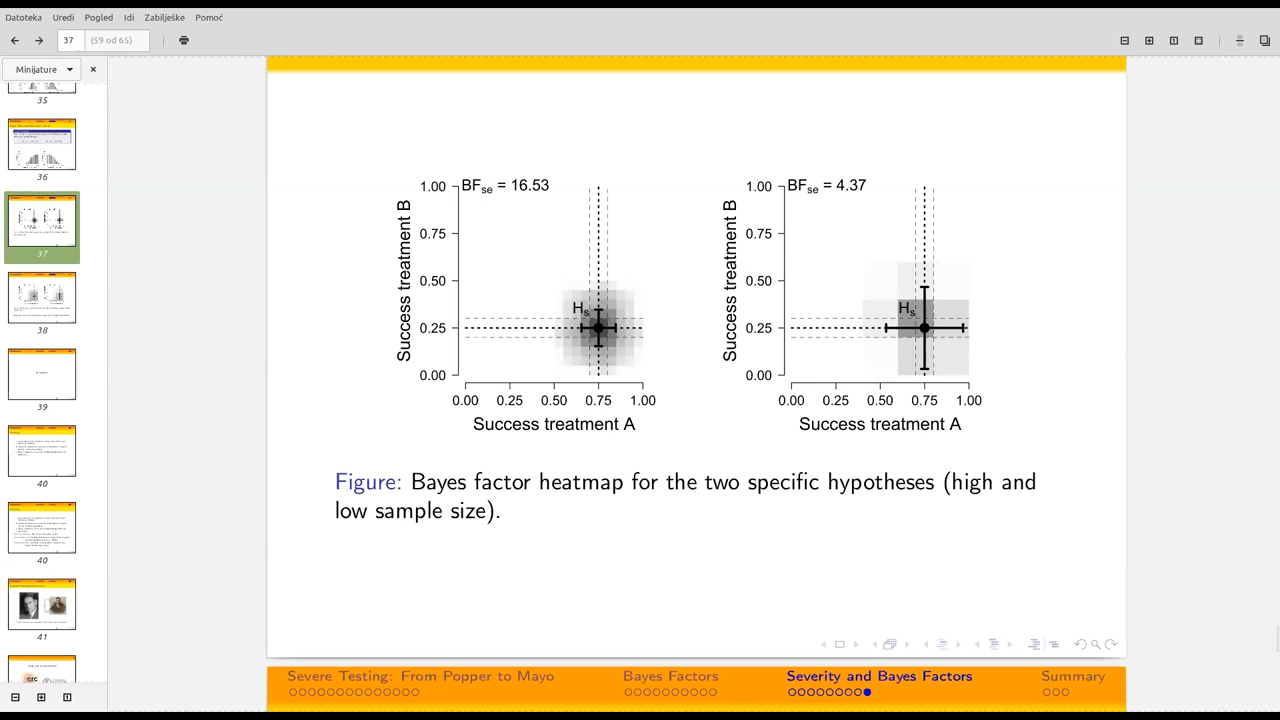 Datoteka Uredi Pogled Idi Zabilješke Pomoć
37 (59 od 65)
Minijature
35
36
37
38
39
40
40
41
BFse = 16.53
1.00
0.75
0.50
0.25
0.00
Success treatment B
Hs
0.00 0.25 0.50 0.75 1.00
Success treatment A
BFse = 4.37
1.00
0.75
0.50
0.25
0.00
Success treatment B
Hs
0.00 0.25 0.50 0.75 1.00
Success treatment A
Figure: Bayes factor heatmap for the two specific hypotheses (high and
low sample size).
Severe Testing: From Popper to Mayo Bayes Factors Severity and Bayes Factors Summary